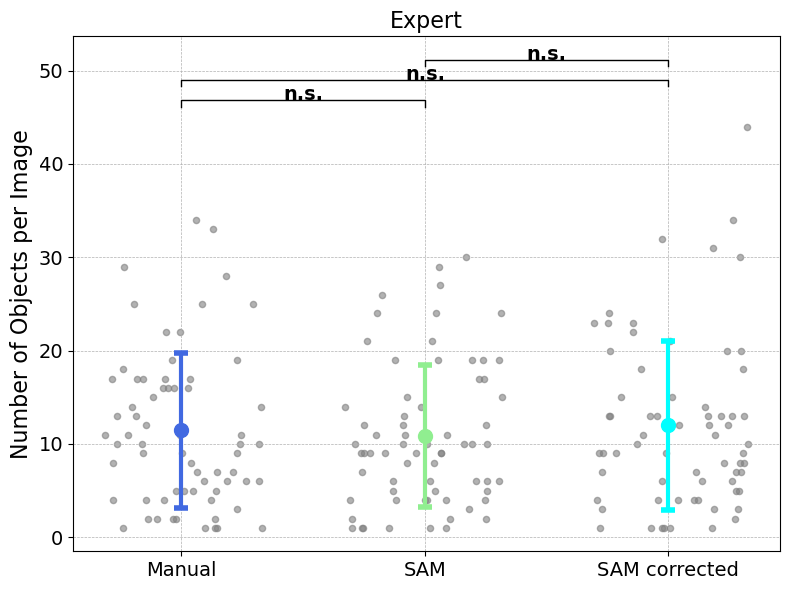 Expert
n.s.
n.s.
n.s.
Number of Objects per Image
50
40
30
20
10
0
Manual
SAM
SAM corrected